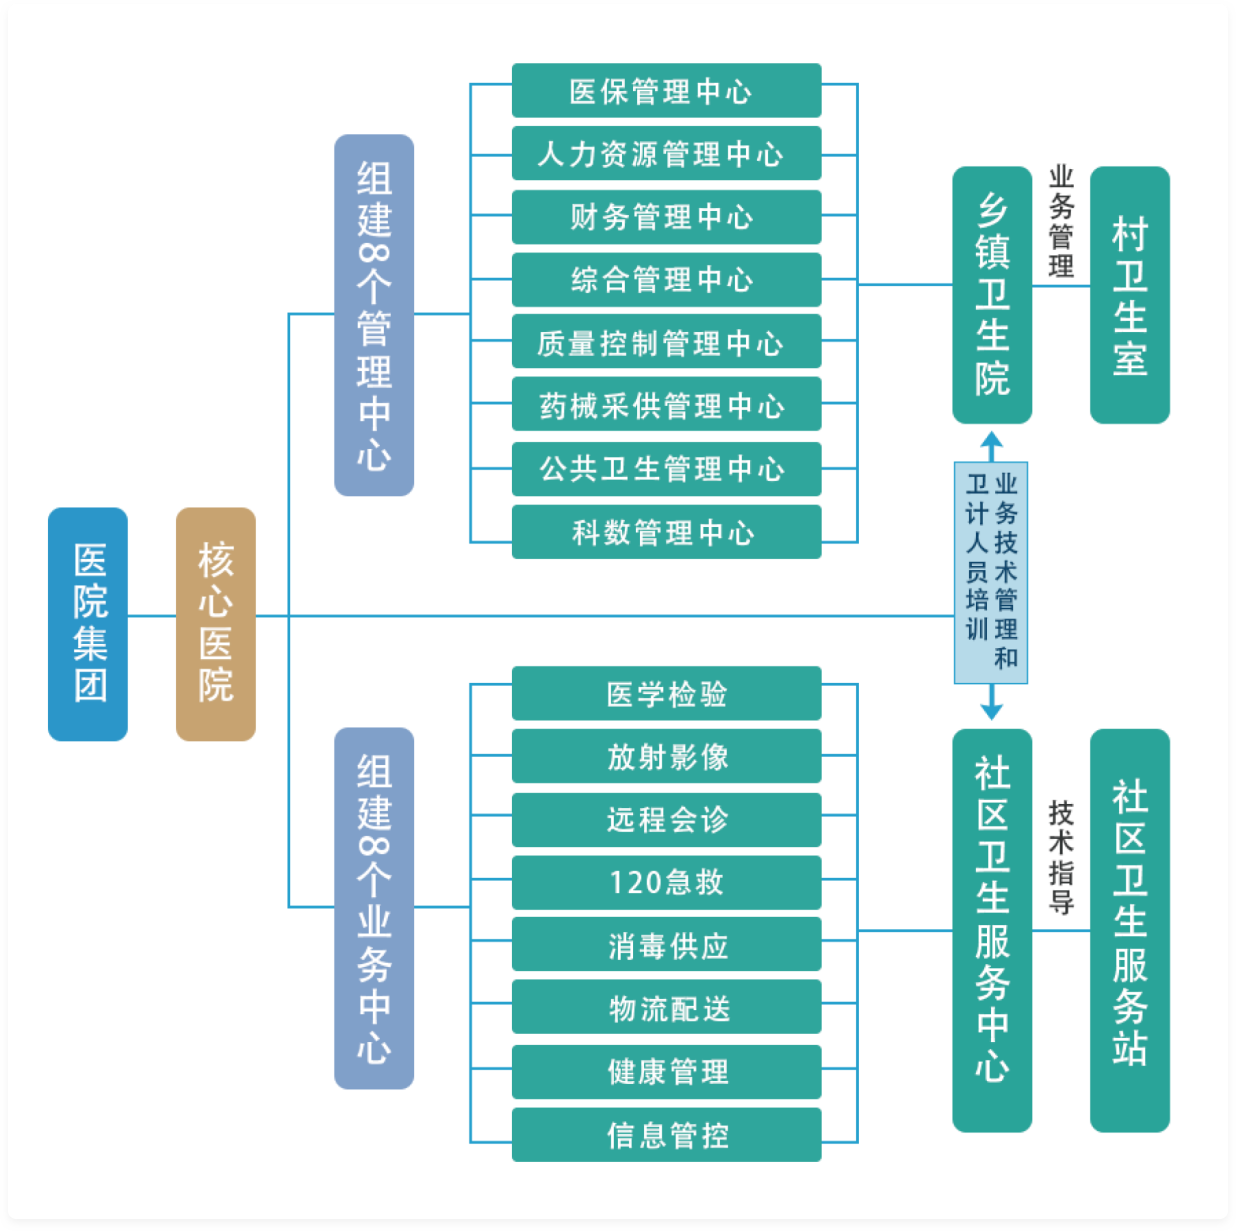 医院集团
核心医院
组建8个管理中心
医保管理中心
人力资源管理中心
财务管理中心
综合管理中心
质量控制管理中心
药械采供管理中心
公共卫生管理中心
科数管理中心
乡镇卫生院
业务管理
村卫生室
业务技术管理和
卫计人员培训
组建8个业务中心
医学检验
放射影像
远程会诊
120急救
消毒供应
物流配送
健康管理
信息管控
社区卫生服务中心
技术指导
社区卫生服务站